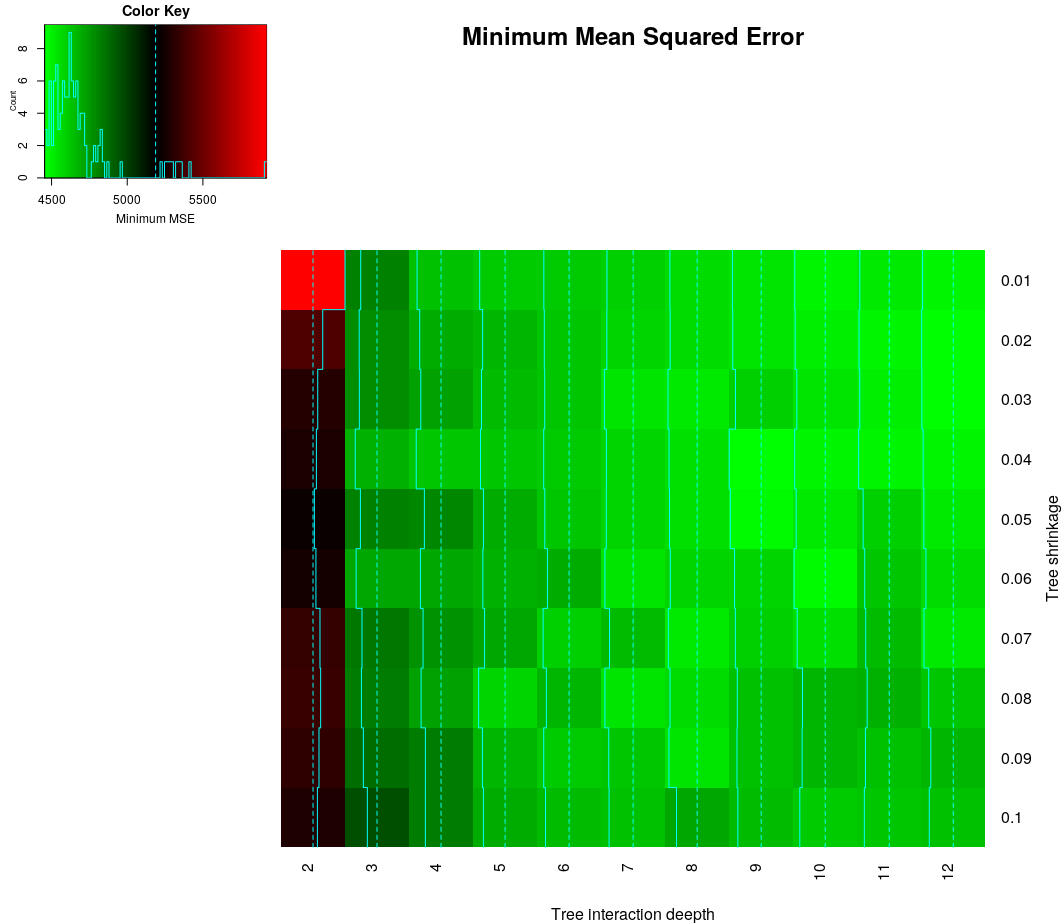 Color Key
Minimum Mean Squared Error
Count
0 2 4 6 8
4500 5000 5500
Minimum MSE
0.01
0.02
0.03
0.04
0.05
0.06
0.07
0.08
0.09
0.1
Tree shrinkage
2 3 4 5 6 7 8 9 10 11 12
Tree interaction deepth